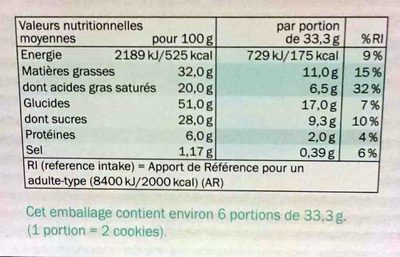 Valeurs nutritionnelles par portion
moyennes pour 100 g de 33,3 g %RI
Energie 2189 kJ/525 kcal 729 kJ/175 kcal 9 %
Matières grasses 32,0 g 11,0 g 15 %
dont acides gras saturés 20,0 g 6,5 g 32 %
Glucides 51,0 g 17,0 g 7 %
dont sucres 28,0 g 9,3 g 10 %
Protéines 6,0 g 2,0 g 4 %
Sel 1,17 g 0,39 g 6 %
RI (reference intake) = Apport de Référence pour un
adulte-type (8400 kJ/2000 kcal) (AR)
Cet emballage contient environ 6 portions de 33,3 g.
(1 portion = 2 cookies).